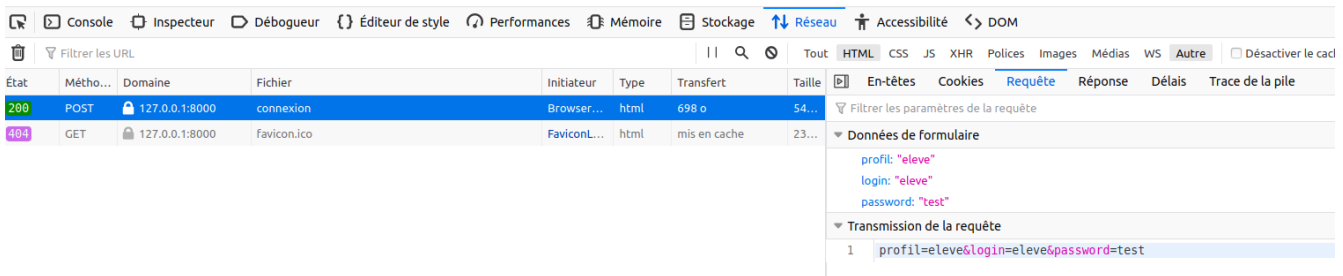 Console Inspecteur Débogueur Éditeur de style Performances Mémoire Stockage Réseau Accessibilité DOM
Filtrer les URL Tout HTML CSS JS XHR Polices Images Médias WS Autre Désactiver le cach
État Métho... Domaine Fichier Initiateur Type Transfert Taille En-têtes Cookies Requête Réponse Délais Trace de la pile
200 POST 127.0.0.1:8000 connexion Browser... html 698 o 54...
Filtrer les paramètres de la requête
404 GET 127.0.0.1:8000 favicon.ico FaviconL... html mis en cache 23...
Données de formulaire
profil: "eleve"
login: "eleve"
password: "test"
Transmission de la requête
1 profil=eleve&login=eleve&password=test